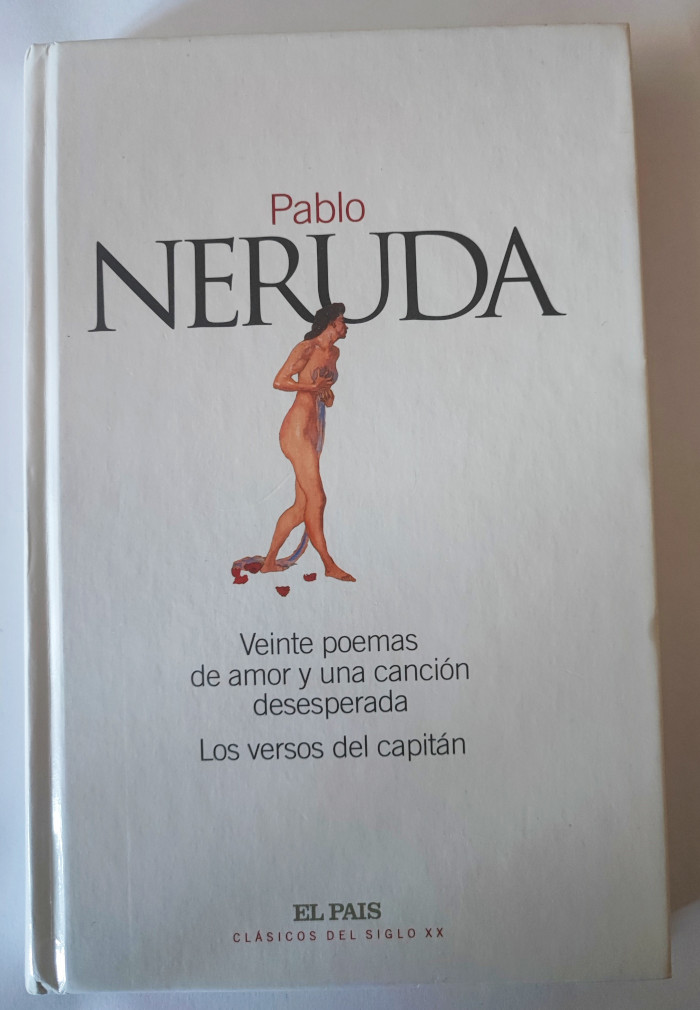 Pablo
NERUDA
Veinte poemas
de amor y una canción
desesperada
Los versos del capitán
EL PAIS
CLÁSICOS DEL SIGLO XX